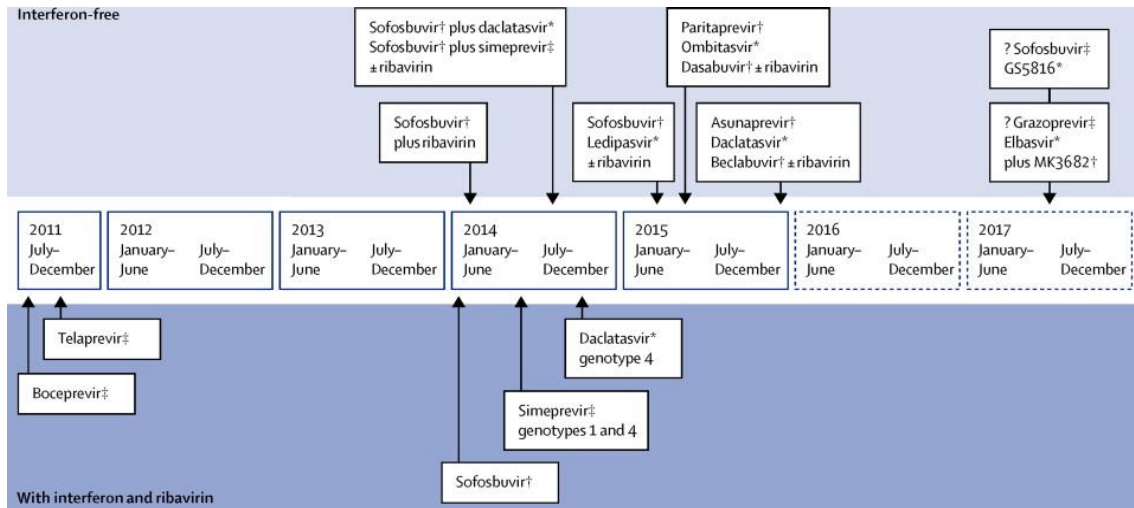 Interferon-free
Sofosbuvir† plus daclatasvir*
Sofosbuvir† plus simeprevir‡
± ribavirin
Paritaprevir†
Ombitasvir*
Dasabuvir† ± ribavirin
? Sofosbuvir‡
GS5816*
Sofosbuvir†
plus ribavirin
Sofosbuvir†
Ledipasvir*
± ribavirin
Asunaprevir†
Daclatasvir*
Beclabuvir† ± ribavirin
? Grazoprevir‡
Elbasvir*
plus MK3682†
2011
July–
December
2012
January–
June
July–
December
2013
January–
June
July–
December
2014
January–
June
July–
December
2015
January–
June
July–
December
2016
January–
June
July–
December
2017
January–
June
July–
December
Telaprevir‡
Boceprevir‡
Daclatasvir*
genotype 4
Simeprevir‡
genotypes 1 and 4
Sofosbuvir†
With interferon and ribavirin